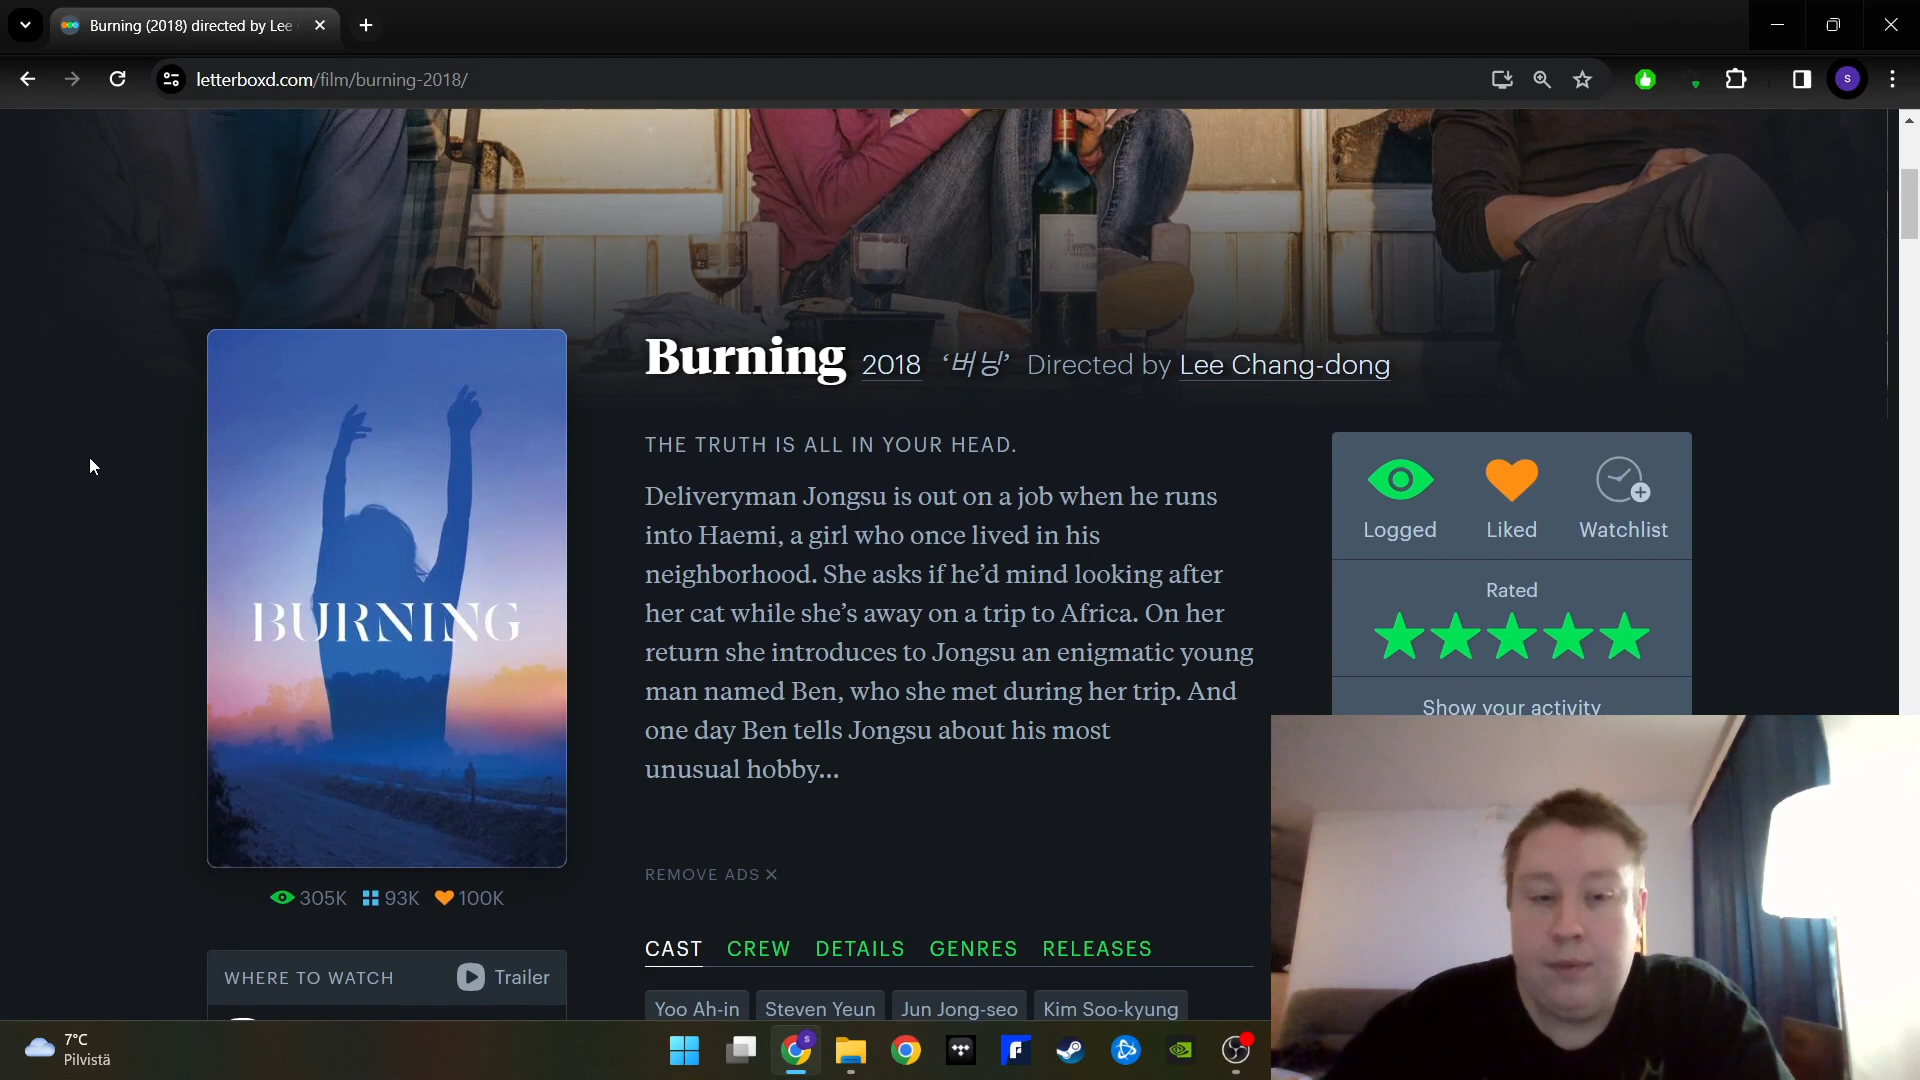 Burning (2018) directed by Lee
letterboxd.com/film/burning-2018/
S
Burning 2018 ‘버닝’ Directed by Lee Chang-dong
THE TRUTH IS ALL IN YOUR HEAD.
Deliveryman Jongsu is out on a job when he runs
into Haemi, a girl who once lived in his
neighborhood. She asks if he’d mind looking after
her cat while she’s away on a trip to Africa. On her
return she introduces to Jongsu an enigmatic young
man named Ben, who she met during her trip. And
one day Ben tells Jongsu about his most
unusual hobby...
BURNING
Logged Liked Watchlist
Rated
Show your activity
305K 93K 100K
REMOVE ADS ×
WHERE TO WATCH Trailer
CAST CREW DETAILS GENRES RELEASES
Yoo Ah-in Steven Yeun Jun Jong-seo Kim Soo-kyung
7°C
Pilvistä